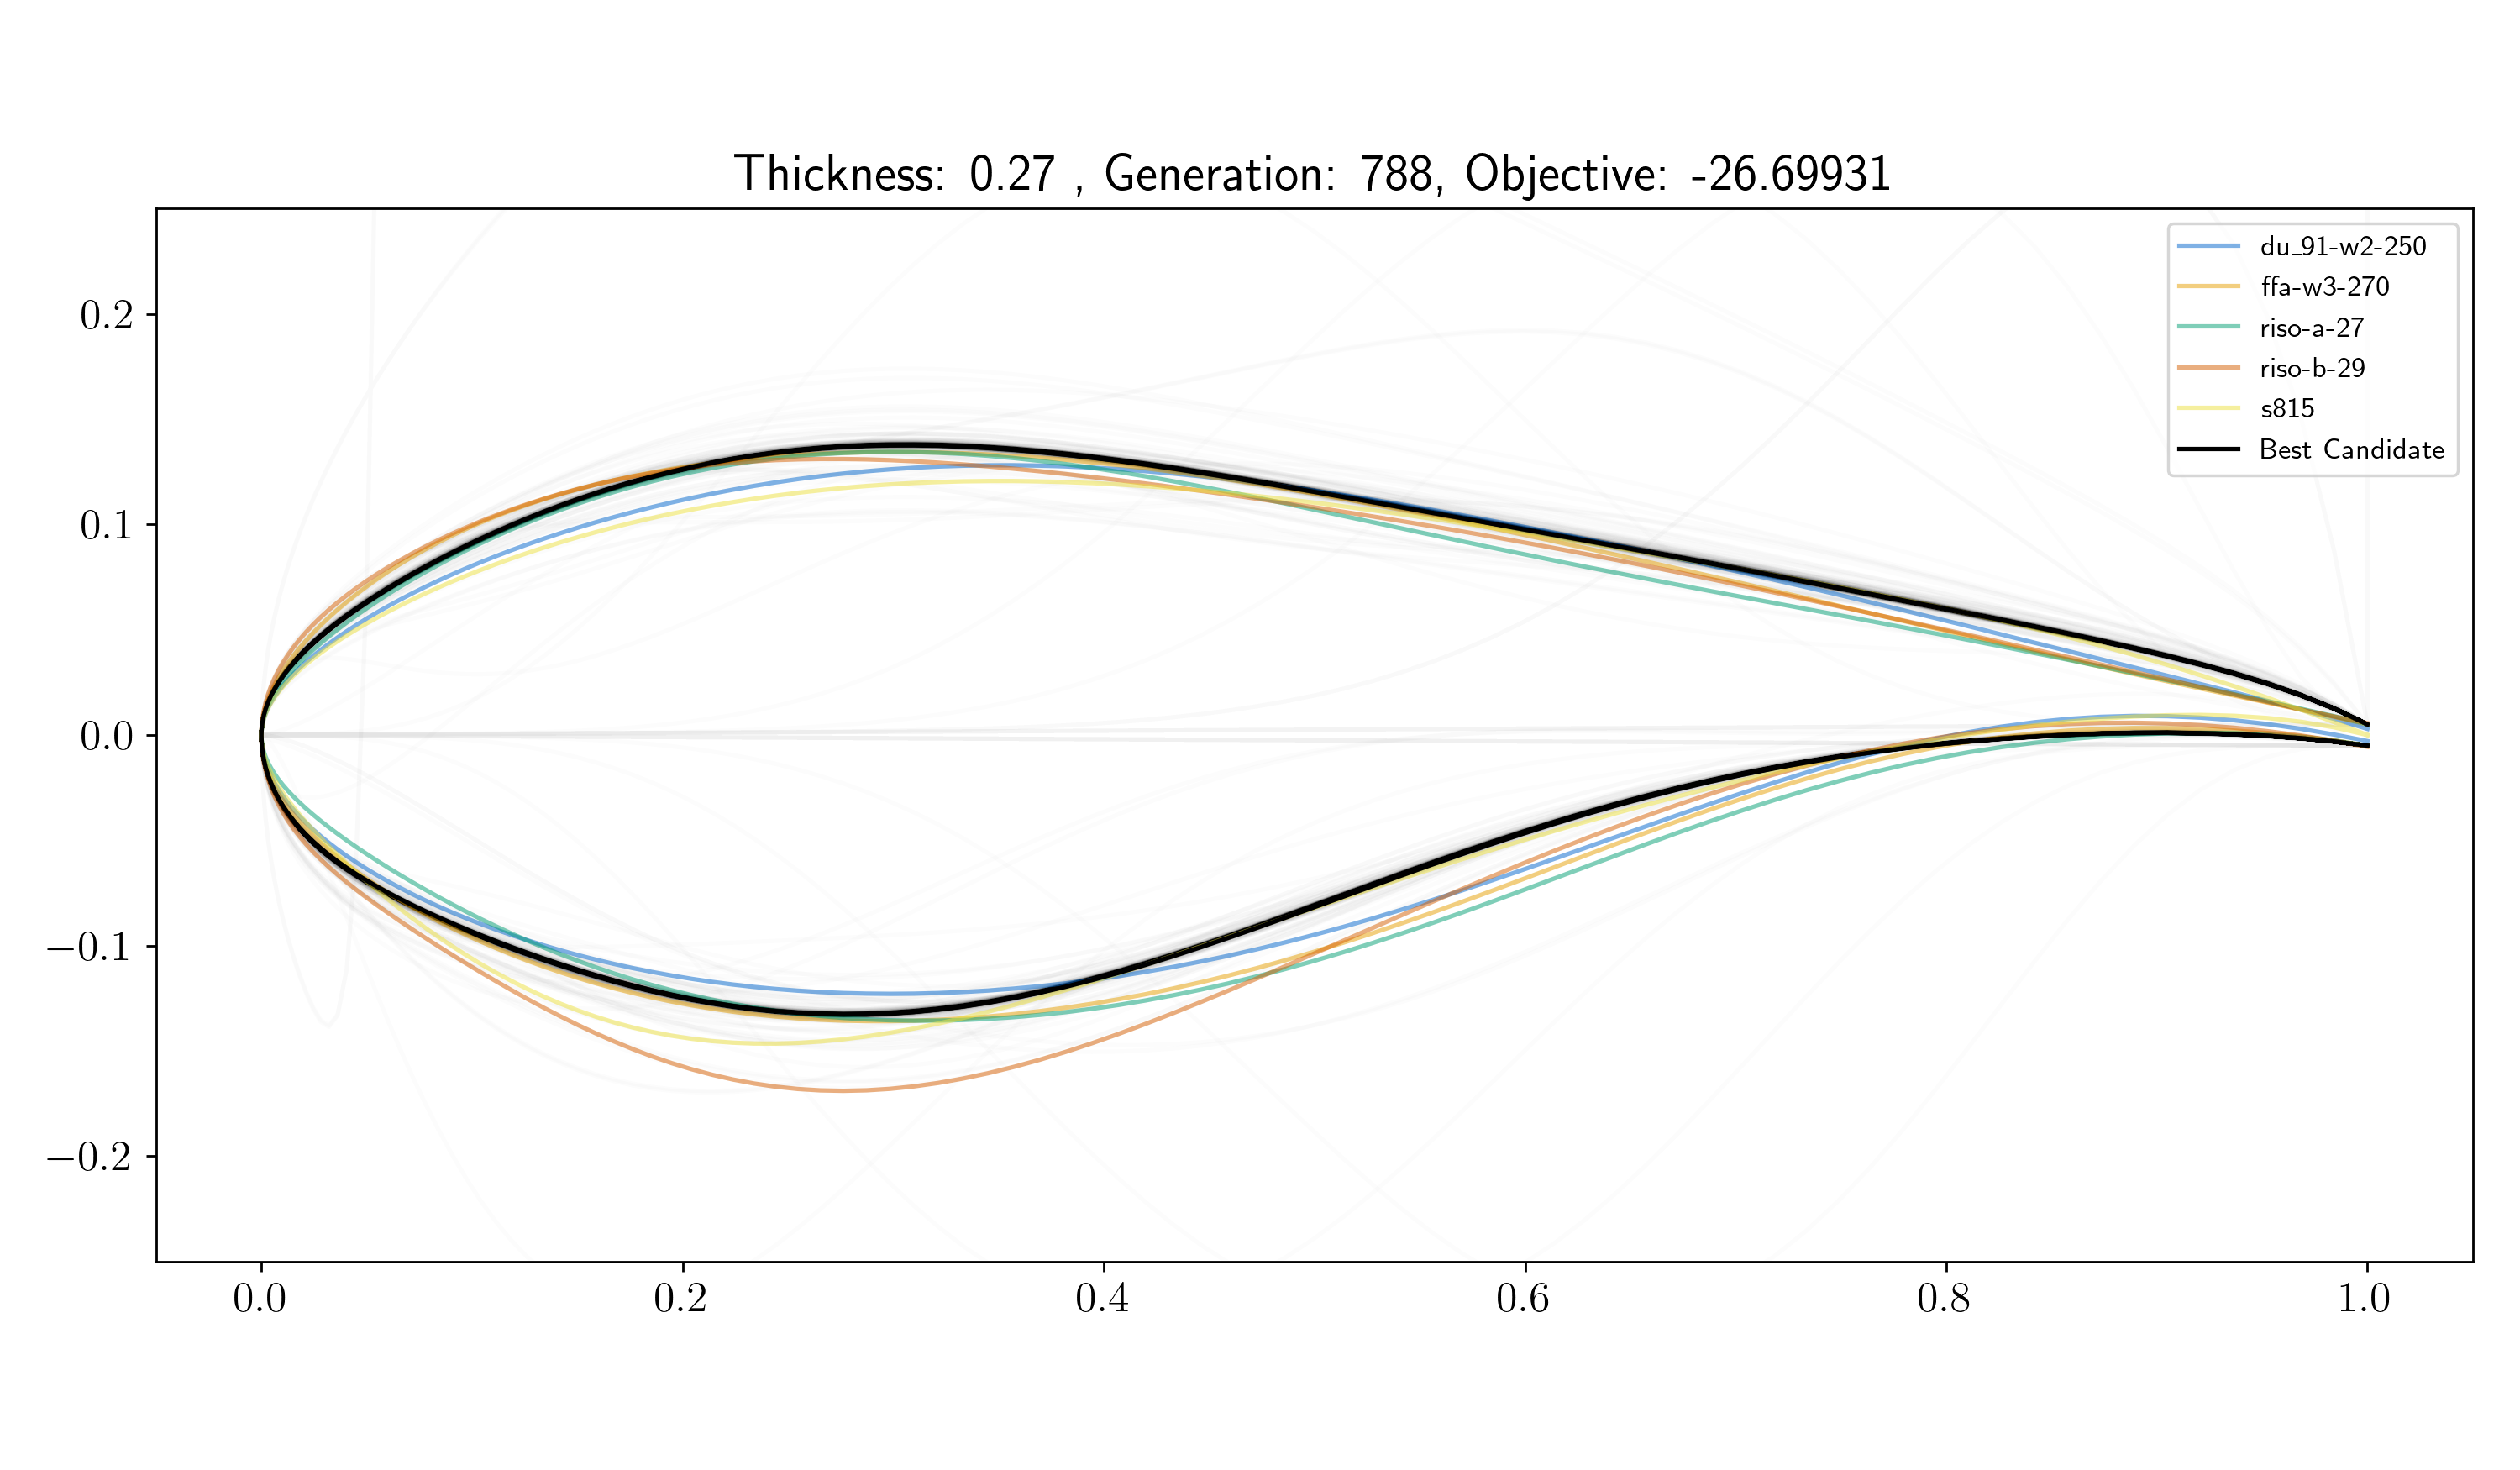 Thickness: 0.27 , Generation: 788, Objective: -26.69931
du_91-w2-250
ffa-w3-270
riso-a-27
riso-b-29
s815
Best Candidate
0.2
0.1
0.0
−0.1
−0.2
0.0 0.2 0.4 0.6 0.8 1.0